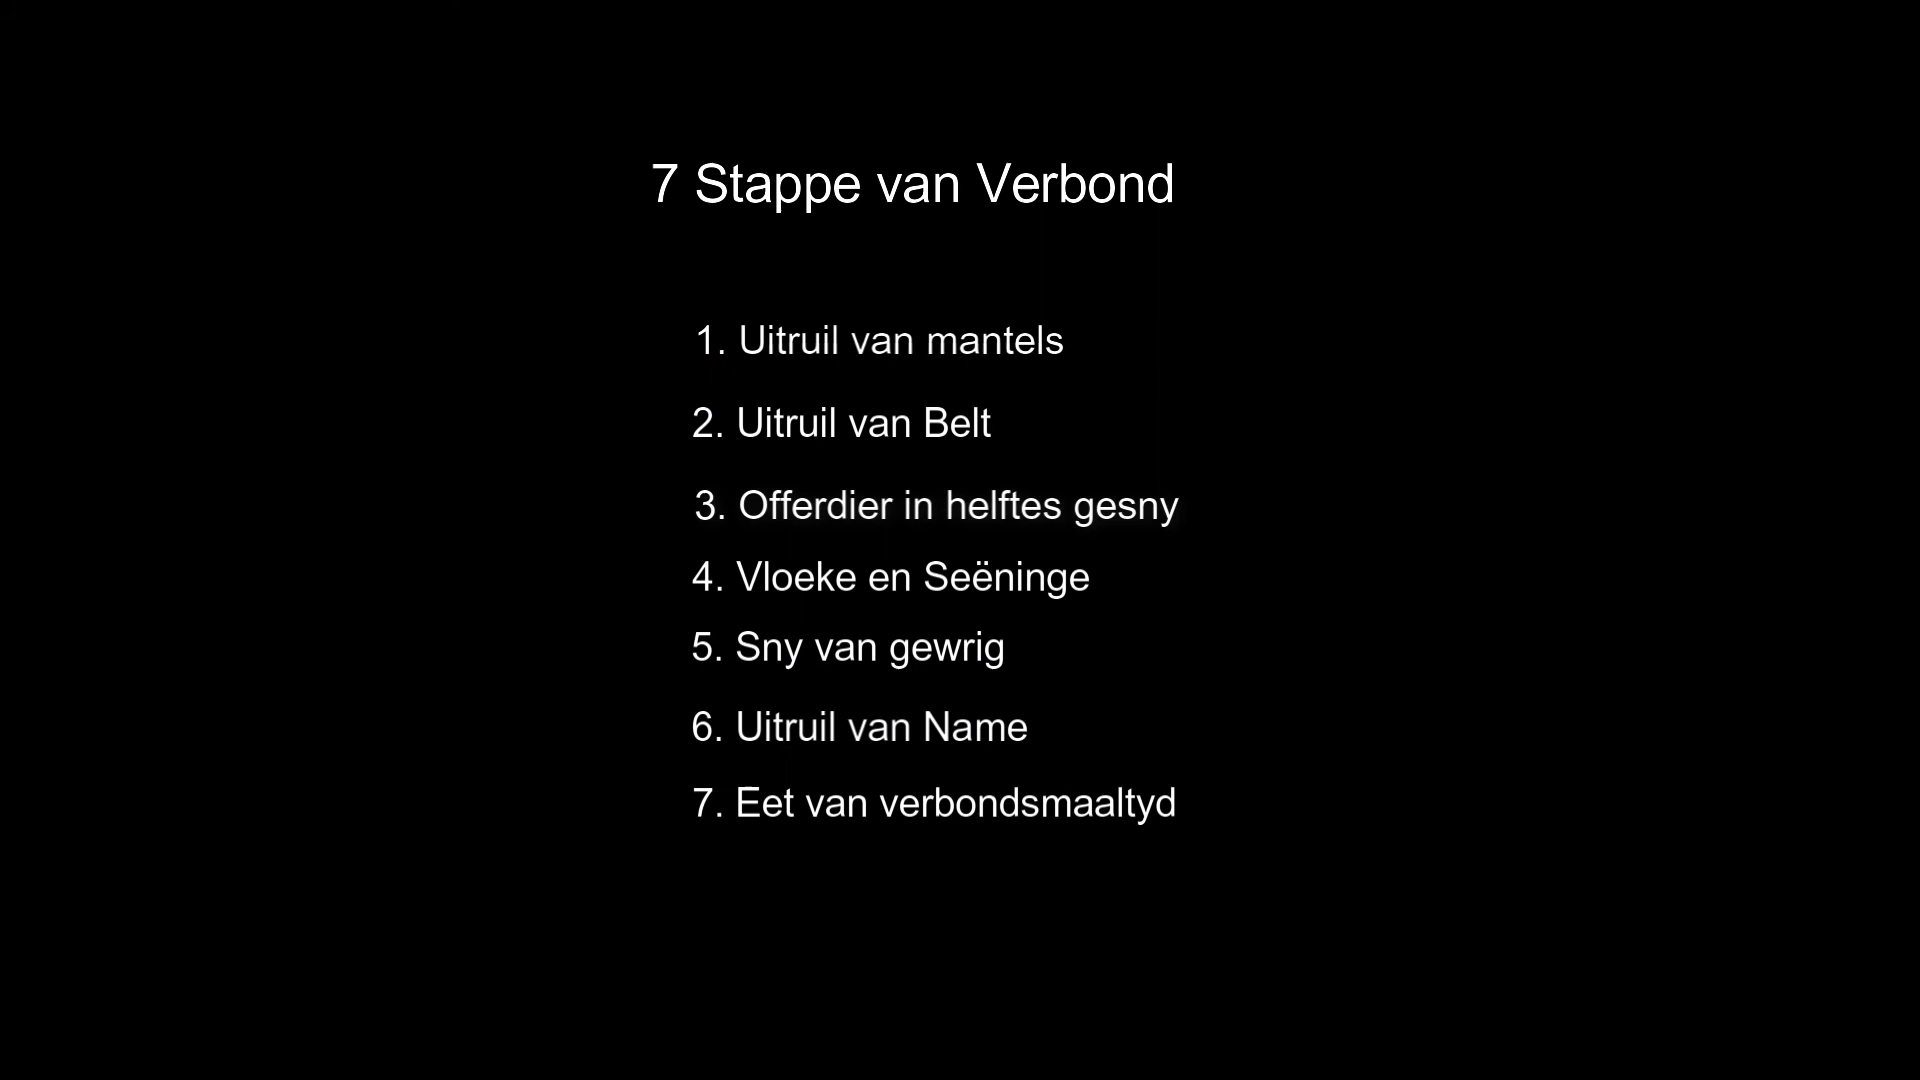 7 Stappe van Verbond
1. Uitruil van mantels
2. Uitruil van Belt
3. Offerdier in helftes gesny
4. Vloeke en Seëninge
5. Sny van gewrig
6. Uitruil van Name
7. Eet van verbondsmaaltyd